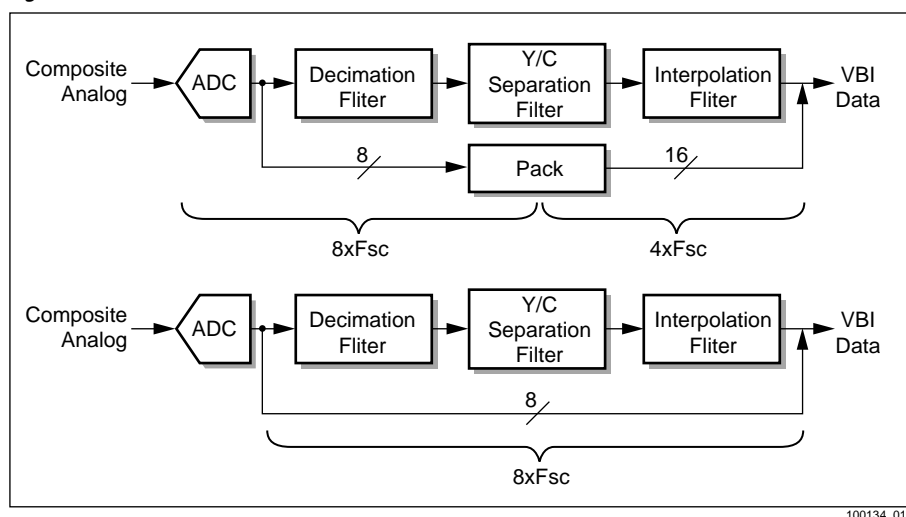 Composite
Analog
ADC
Decimation
Fliter
Y/C
Separation
Filter
Interpolation
Fliter
VBI
Data
8
Pack
16
8xFsc
4xFsc
Composite
Analog
ADC
Decimation
Fliter
Y/C
Separation
Filter
Interpolation
Fliter
VBI
Data
8
8xFsc
100134_01